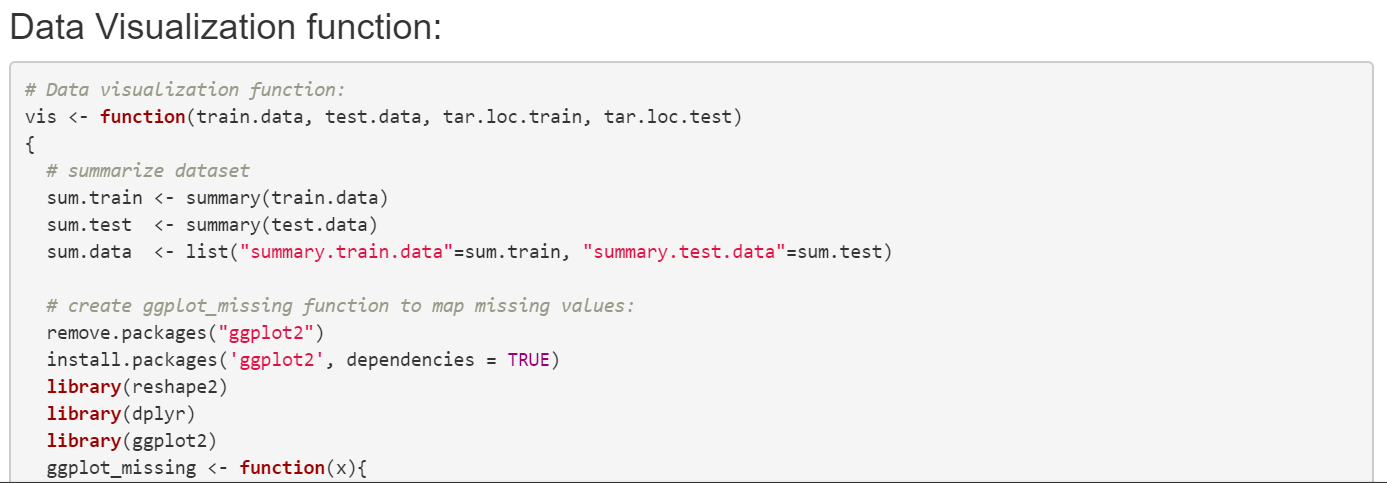 Data Visualization function:
# Data visualization function:
vis <- function(train.data, test.data, tar.loc.train, tar.loc.test)
{
  # summarize dataset
  sum.train <- summary(train.data)
  sum.test  <- summary(test.data)
  sum.data  <- list("summary.train.data"=sum.train, "summary.test.data"=sum.test)
  # create ggplot_missing function to map missing values:
  remove.packages("ggplot2")
  install.packages('ggplot2', dependencies = TRUE)
  library(reshape2)
  library(dplyr)
  library(ggplot2)
  ggplot_missing <- function(x){